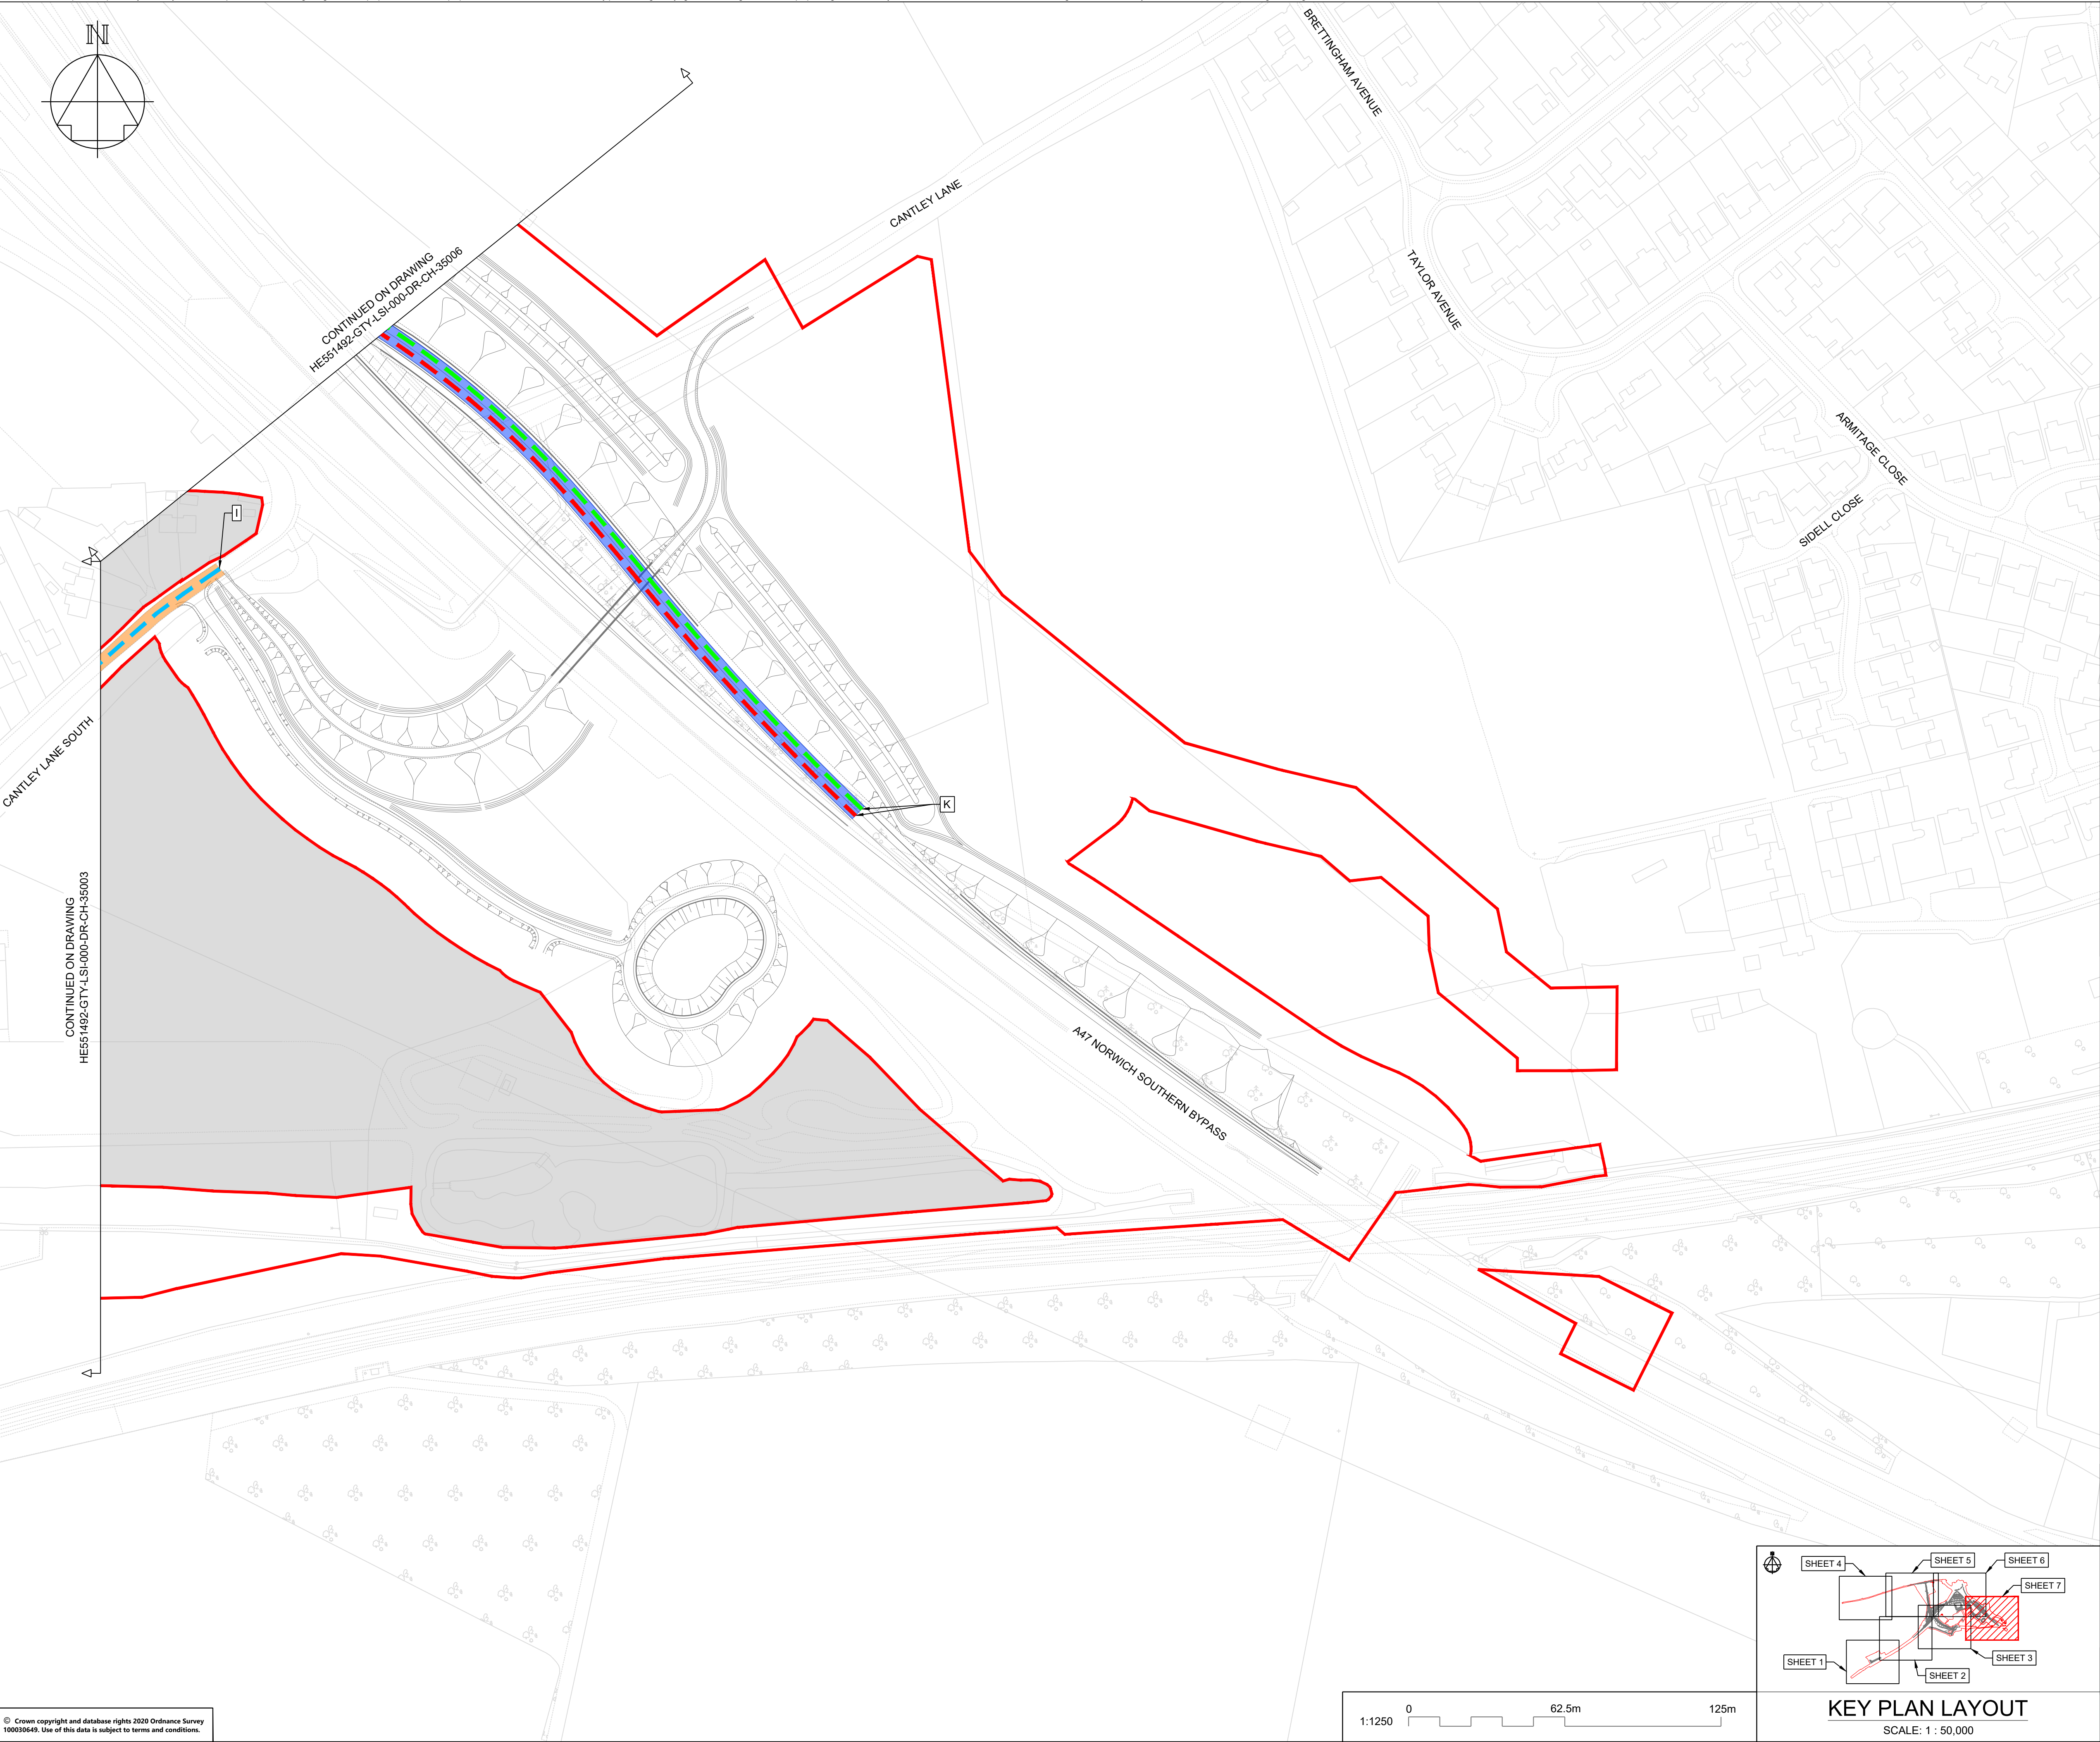 N
BRETTINGHAM AVENUE
CANTLEY LANE
TAYLOR AVENUE
CONTINUED ON DRAWING
HE551492-GTY-LSI-000-DR-CH-35006
ARMITAGE CLOSE
SIDELL CLOSE
I
CANTLEY LANE SOUTH
K
CONTINUED ON DRAWING
HE551492-GTY-LSI-000-DR-CH-35003
A47 NORWICH SOUTHERN BYPASS
SHEET 4
SHEET 5
SHEET 6
SHEET 7
SHEET 1
SHEET 2
SHEET 3
KEY PLAN LAYOUT
SCALE: 1 : 50,000
1:1250
0
62.5m
125m
© Crown copyright and database rights 2020 Ordnance Survey
100030649. Use of this data is subject to terms and conditions.